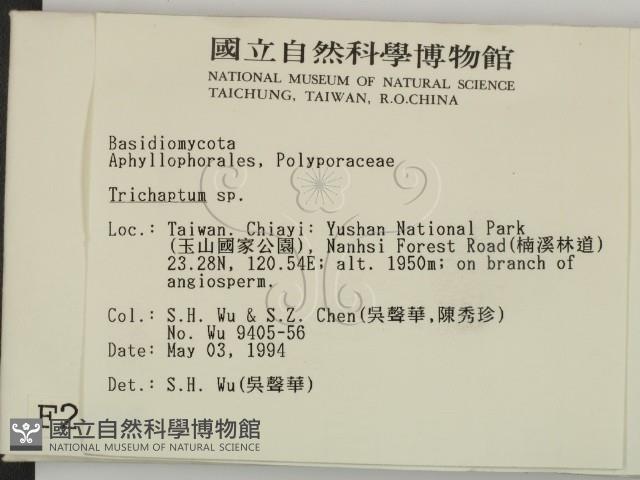 國立自然科學博物館
NATIONAL MUSEUM OF NATURAL SCIENCE
TAICHUNG, TAIWAN, R.O.CHINA
Basidiomycota
Aphyllophorales, Polyporaceae
Trichaptum sp.
Loc.: Taiwan. Chiayi: Yushan National Park
(玉山國家公園), Nanhsi Forest Road(楠溪林道)
23.28N, 120.54E; alt. 1950m; on branch of
angiosperm.
Col.: S.H. Wu & S.Z. Chen(吳聲華,陳秀珍)
No. Wu 9405-56
Date: May 03, 1994
Det.: S.H. Wu(吳聲華)
E2
國立自然科學博物館
NATIONAL MUSEUM OF NATURAL SCIENCE